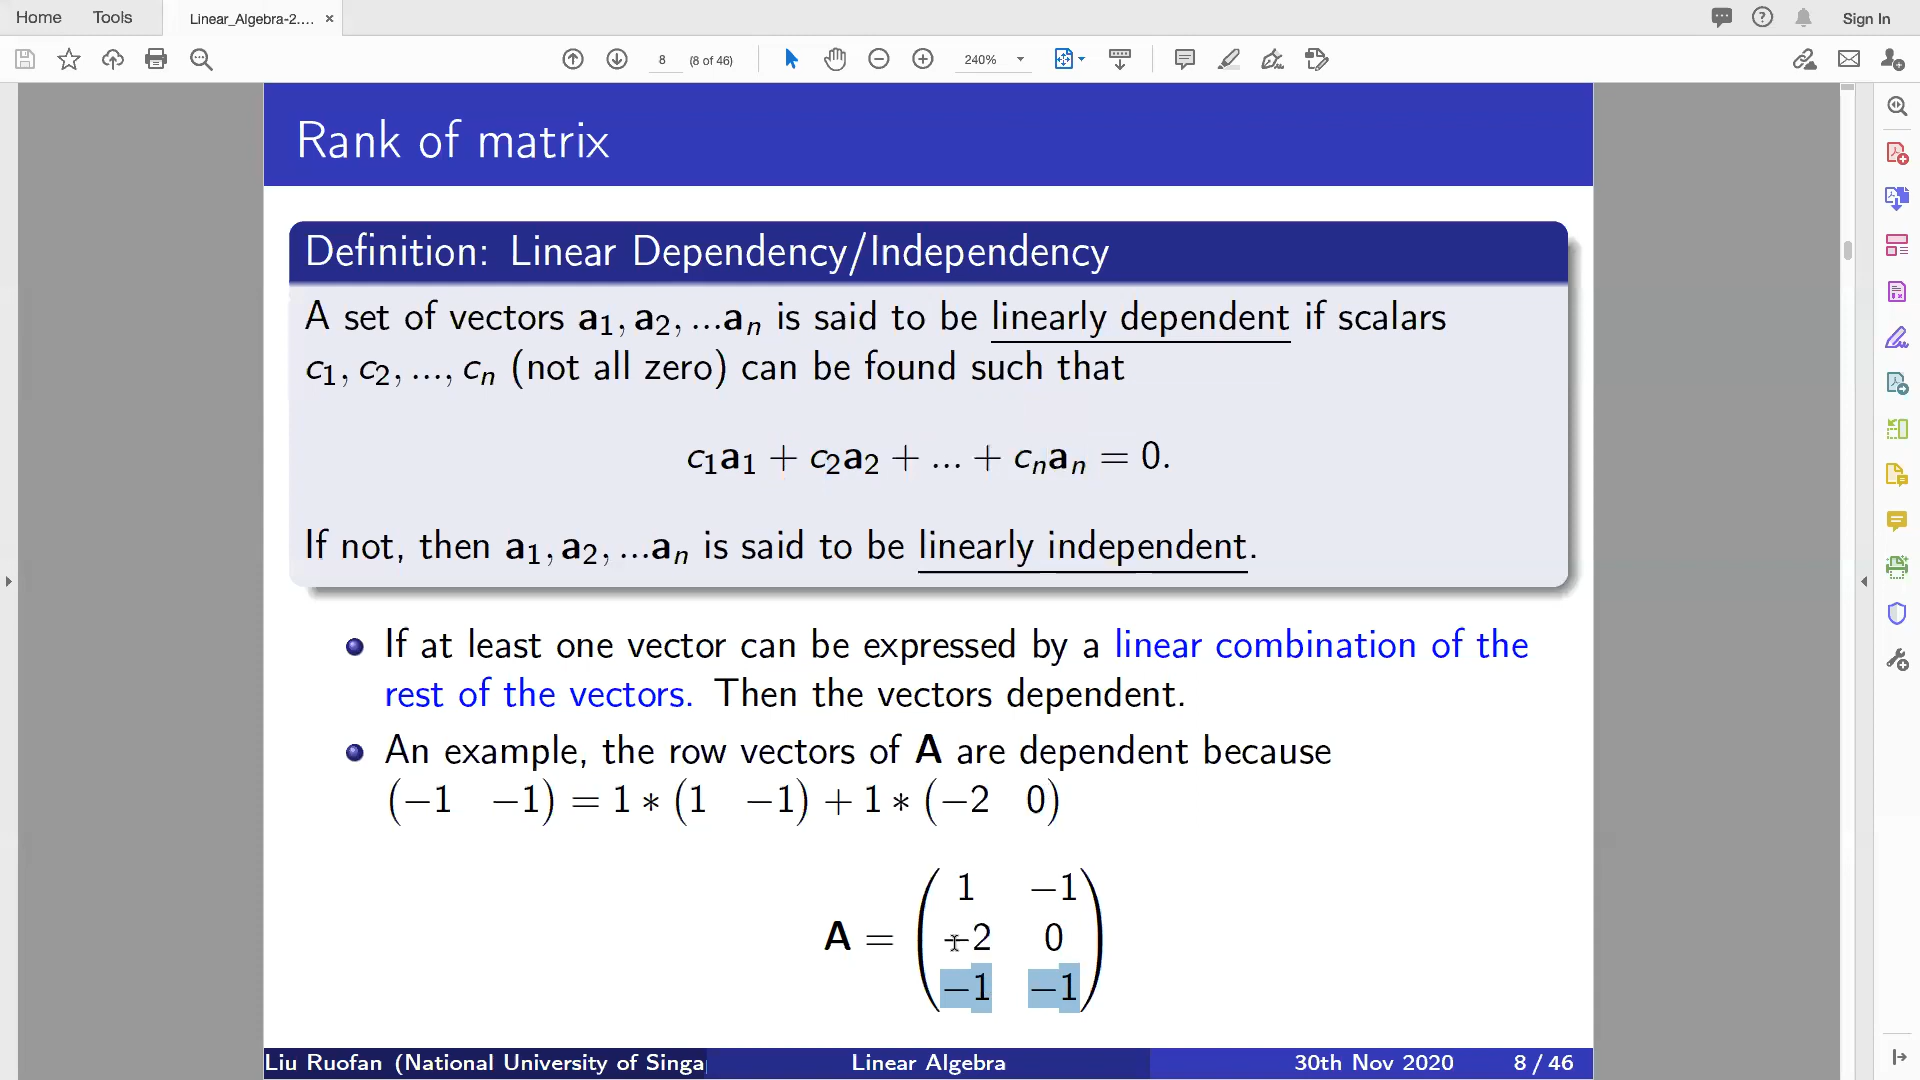 Home Tools Linear_Algebra-2.... × Sign In
8 (8 of 46) 240%
Rank of matrix
Definition: Linear Dependency/Independency
A set of vectors a₁, a₂, ...aₙ is said to be linearly dependent if scalars
c₁, c₂, ..., cₙ (not all zero) can be found such that
c₁a₁ + c₂a₂ + ... + cₙaₙ = 0.
If not, then a₁, a₂, ...aₙ is said to be linearly independent.
If at least one vector can be expressed by a linear combination of the
rest of the vectors. Then the vectors dependent.
An example, the row vectors of A are dependent because
(−1 −1) = 1 ∗ (1 −1) + 1 ∗ (−2 0)
1 −1
A = −2 0
−1 −1
Liu Ruofan (National University of Singa Linear Algebra 30th Nov 2020 8 / 46